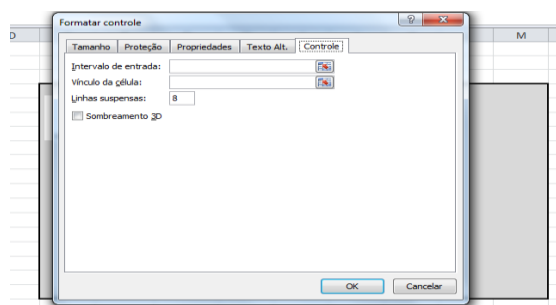 Formatar controle
D M
Tamanho Proteção Propriedades Texto Alt. Controle
Intervalo de entrada:
Vínculo da célula:
Linhas suspensas: 8
Sombreamento 3D
OK Cancelar